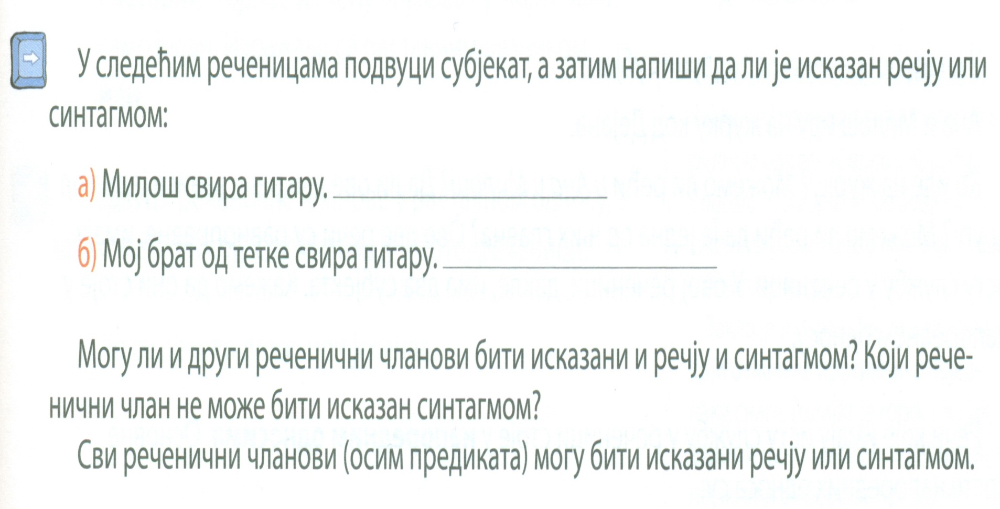 У следећим реченицама подвуци субјекат, а затим напиши да ли је исказан речју или
синтагмом:
а) Милош свира гитару.
б) Мој брат од тетке свира гитару.
Могу ли и други реченични чланови бити исказани и речју и синтагмом? Који рече-
нични члан не може бити исказан синтагмом?
Сви реченични чланови (осим предиката) могу бити исказани речју или синтагмом.